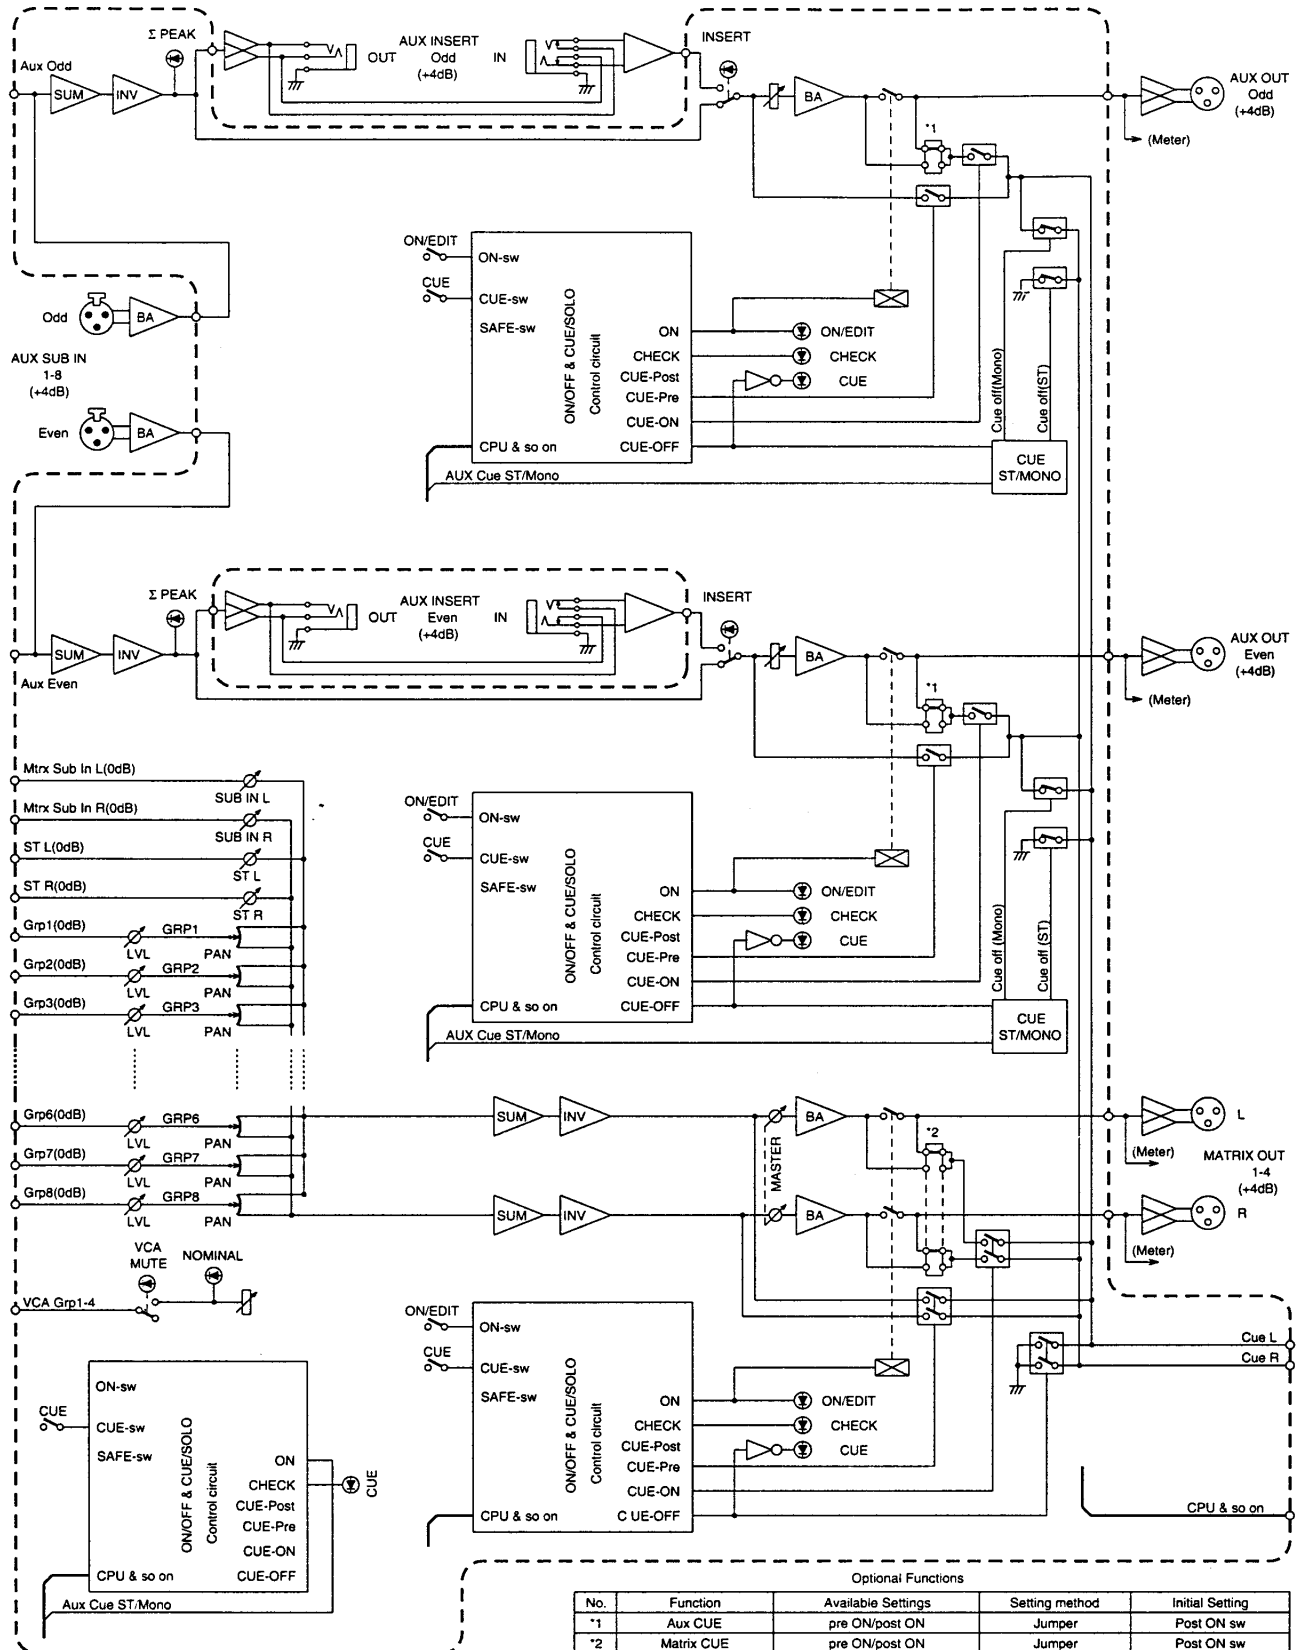 Σ PEAK
Aux Odd
SUM
INV
OUT
AUX INSERT
Odd
(+4dB)
IN
INSERT
BA
AUX OUT
Odd
(+4dB)
(Meter)
*1
ON/EDIT
CUE
ON-sw
CUE-sw
SAFE-sw
ON/OFF & CUE/SOLO
Control circuit
ON
CHECK
CUE-Post
CUE-Pre
CUE-ON
CUE-OFF
CPU & so on
ON/EDIT
CHECK
CUE
AUX Cue ST/Mono
Cue off(Mono)
Cue off(ST)
CUE
ST/MONO
Odd
BA
AUX SUB IN
1-8
(+4dB)
Even
BA
Σ PEAK
SUM
INV
Aux Even
OUT
AUX INSERT
Even
(+4dB)
IN
INSERT
BA
AUX OUT
Even
(+4dB)
(Meter)
*1
ON/EDIT
CUE
ON-sw
CUE-sw
SAFE-sw
ON/OFF & CUE/SOLO
Control circuit
ON
CHECK
CUE-Post
CUE-Pre
CUE-ON
CUE-OFF
CPU & so on
ON/EDIT
CHECK
CUE
AUX Cue ST/Mono
Cue off (Mono)
Cue off (ST)
CUE
ST/MONO
Mtrx Sub In L(0dB)
SUB IN L
Mtrx Sub In R(0dB)
SUB IN R
ST L(0dB)
ST L
ST R(0dB)
ST R
Grp1(0dB)
LVL
GRP1
PAN
Grp2(0dB)
LVL
GRP2
PAN
Grp3(0dB)
LVL
GRP3
PAN
Grp6(0dB)
LVL
GRP6
PAN
Grp7(0dB)
LVL
GRP7
PAN
Grp8(0dB)
LVL
GRP8
PAN
SUM
INV
SUM
INV
MASTER
BA
BA
*2
L
(Meter)
MATRIX OUT
1-4
(+4dB)
R
(Meter)
VCA
MUTE
NOMINAL
VCA Grp1-4
ON-sw
CUE
CUE-sw
SAFE-sw
ON/OFF & CUE/SOLO
Control circuit
ON
CHECK
CUE-Post
CUE-Pre
CUE-ON
CUE-OFF
CPU & so on
CUE
Aux Cue ST/Mono
ON/EDIT
CUE
ON-sw
CUE-sw
SAFE-sw
ON/OFF & CUE/SOLO
Control circuit
ON
CHECK
CUE-Post
CUE-Pre
CUE-ON
C UE-OFF
CPU & so on
ON/EDIT
CHECK
CUE
Cue L
Cue R
CPU & so on
Optional Functions
No. Function Available Settings Setting method Initial Setting
*1 Aux CUE pre ON/post ON Jumper Post ON sw
*2 Matrix CUE pre ON/post ON Jumper Post ON sw